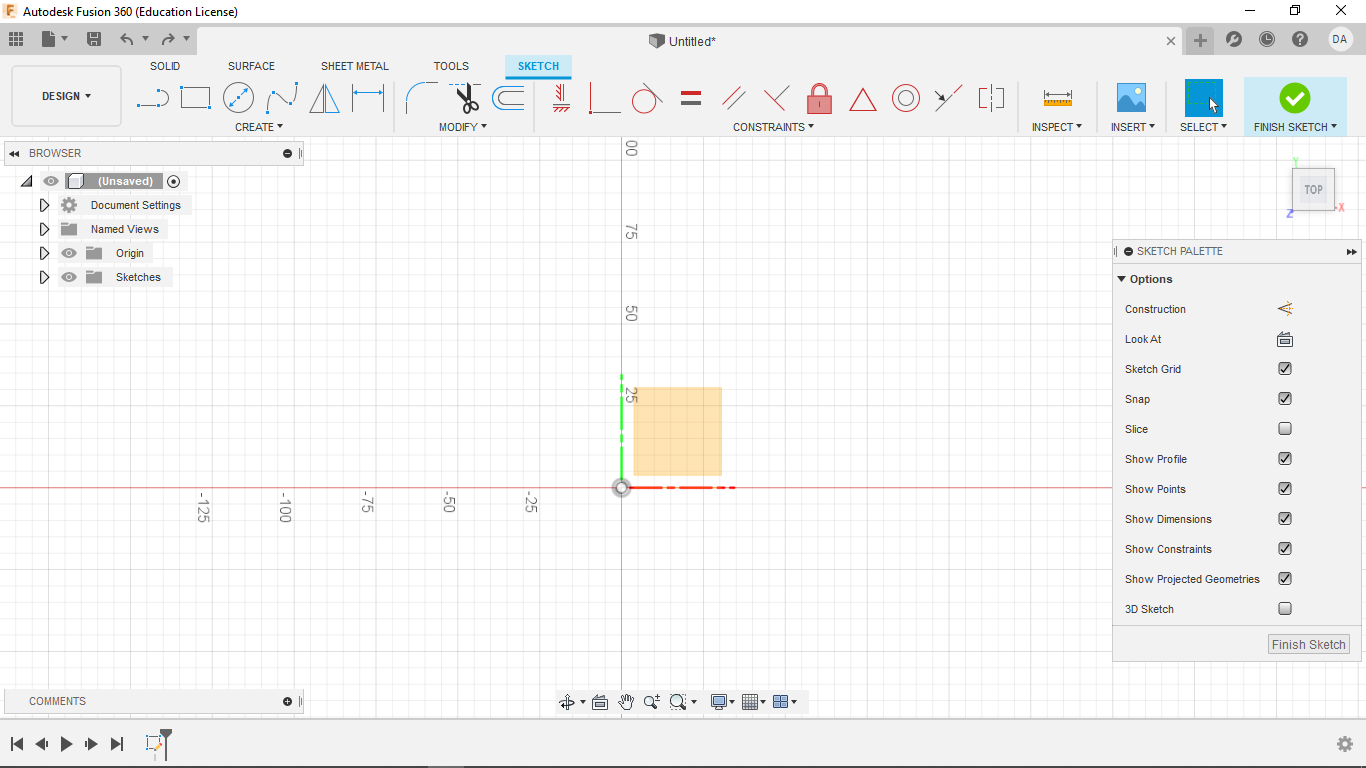 Autodesk Fusion 360 (Education License)
Untitled*
DA
SOLID SURFACE SHEET METAL TOOLS SKETCH
DESIGN
CREATE MODIFY CONSTRAINTS INSPECT INSERT SELECT FINISH SKETCH
BROWSER
(Unsaved)
Document Settings
Named Views
Origin
Sketches
00
75
50
25
-125 -100 -75 -50 -25
Y
TOP
Z
X
SKETCH PALETTE
Options
Construction
Look At
Sketch Grid
Snap
Slice
Show Profile
Show Points
Show Dimensions
Show Constraints
Show Projected Geometries
3D Sketch
Finish Sketch
COMMENTS